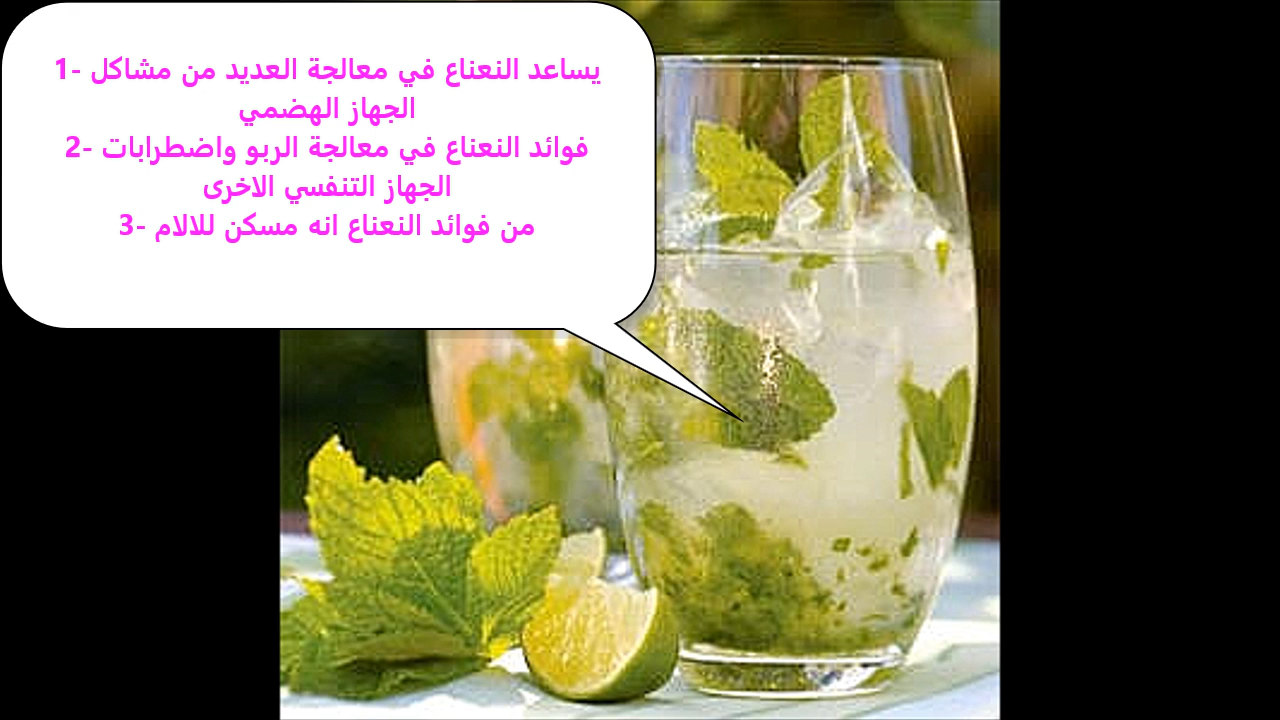 يساعد النعناع في معالجة العديد من مشاكل -1
الجهاز الهضمي
فوائد النعناع في معالجة الربو واضطرابات -2
الجهاز التنفسي الاخرى
من فوائد النعناع انه مسكن للالام -3